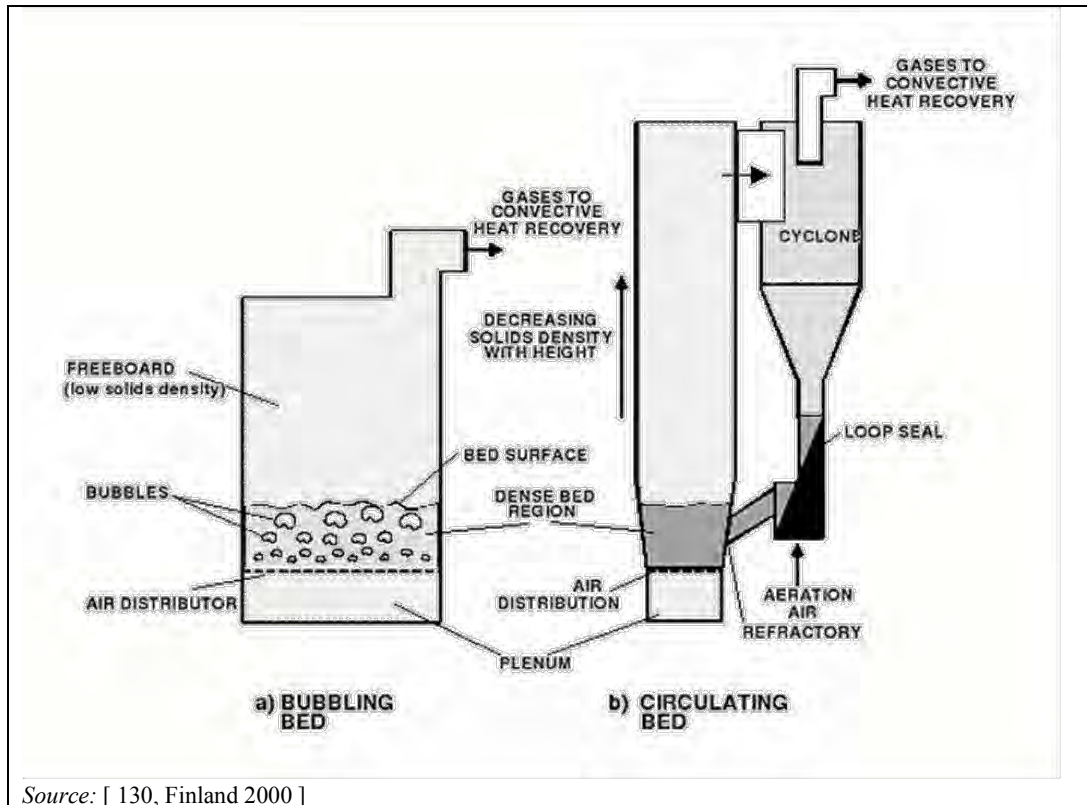 GASES TO
CONVECTIVE
HEAT RECOVERY
GASES TO
CONVECTIVE
HEAT RECOVERY
CYCLONE
DECREASING
SOLIDS DENSITY
WITH HEIGHT
FREEBOARD
(low solids density)
LOOP SEAL
BED SURFACE
BUBBLES
DENSE BED
REGION
AIR DISTRIBUTOR
AIR
DISTRIBUTION
AERATION
AIR
REFRACTORY
PLENUM
a) BUBBLING
BED
b) CIRCULATING
BED
Source: [ 130, Finland 2000 ]